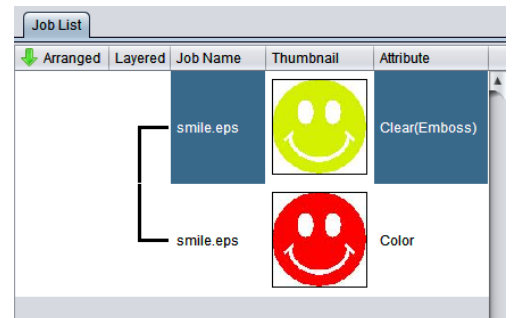 Job List
Arranged Layered Job Name Thumbnail Attribute
smile.eps Clear(Emboss)
smile.eps Color